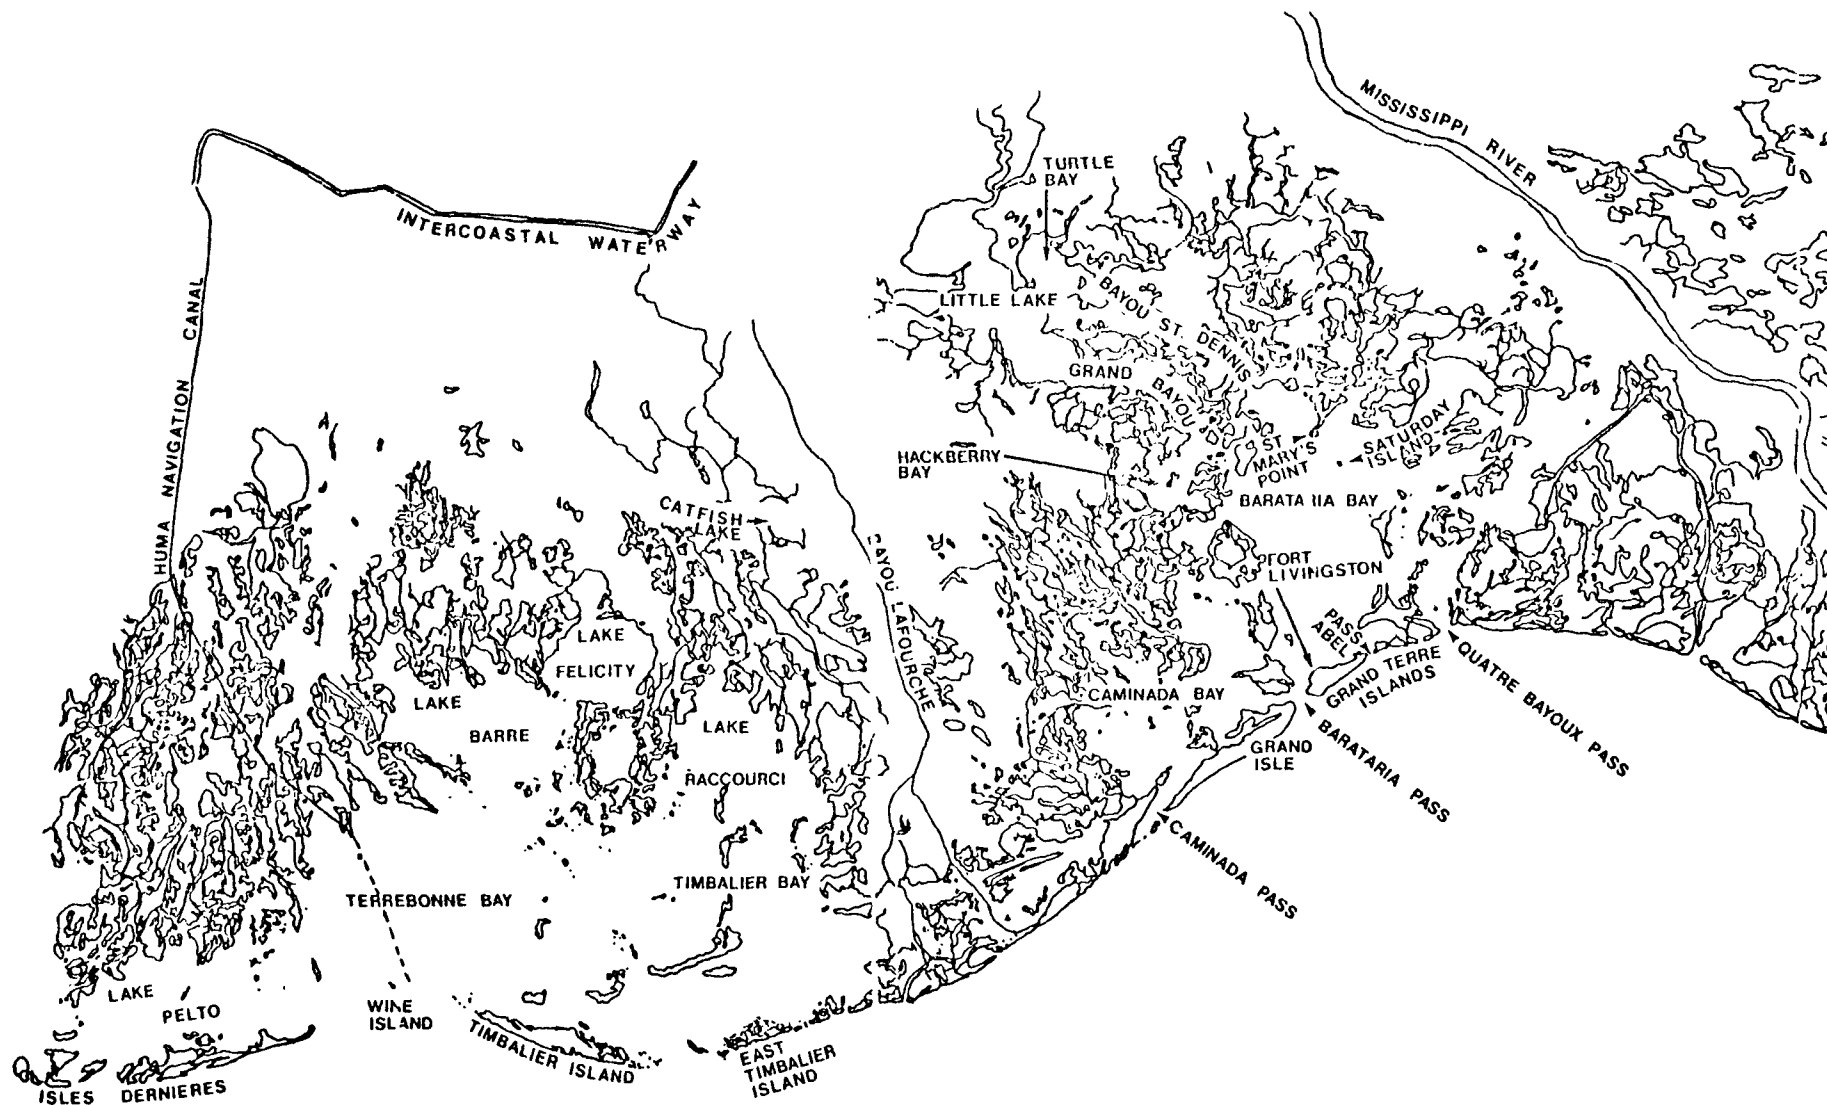 MISSISSIPPI RIVER
TURTLE
BAY
INTERCOASTAL WATERWAY
HUMA NAVIGATION CANAL
LITTLE LAKE
BAYOU ST. DENNIS
GRAND BAYOU
HACKBERRY
BAY
ST
MARY'S
POINT
SATURDAY
ISLAND
BARATA IIA BAY
CATFISH
LAKE
BAYOU LAFOURCHE
FORT
LIVINGSTON
PASS
ABEL
GRAND TERRE
ISLANDS
QUATRE BAYOUX PASS
LAKE
FELICITY
LAKE
BARRE
LAKE
RACCOURCI
CAMINADA BAY
GRAND
ISLE
BARATARIA PASS
CAMINADA PASS
TERREBONNE BAY
TIMBALIER BAY
LAKE
PELTO
WINE
ISLAND
TIMBALIER ISLAND
EAST
TIMBALIER
ISLAND
ISLES DERNIERES